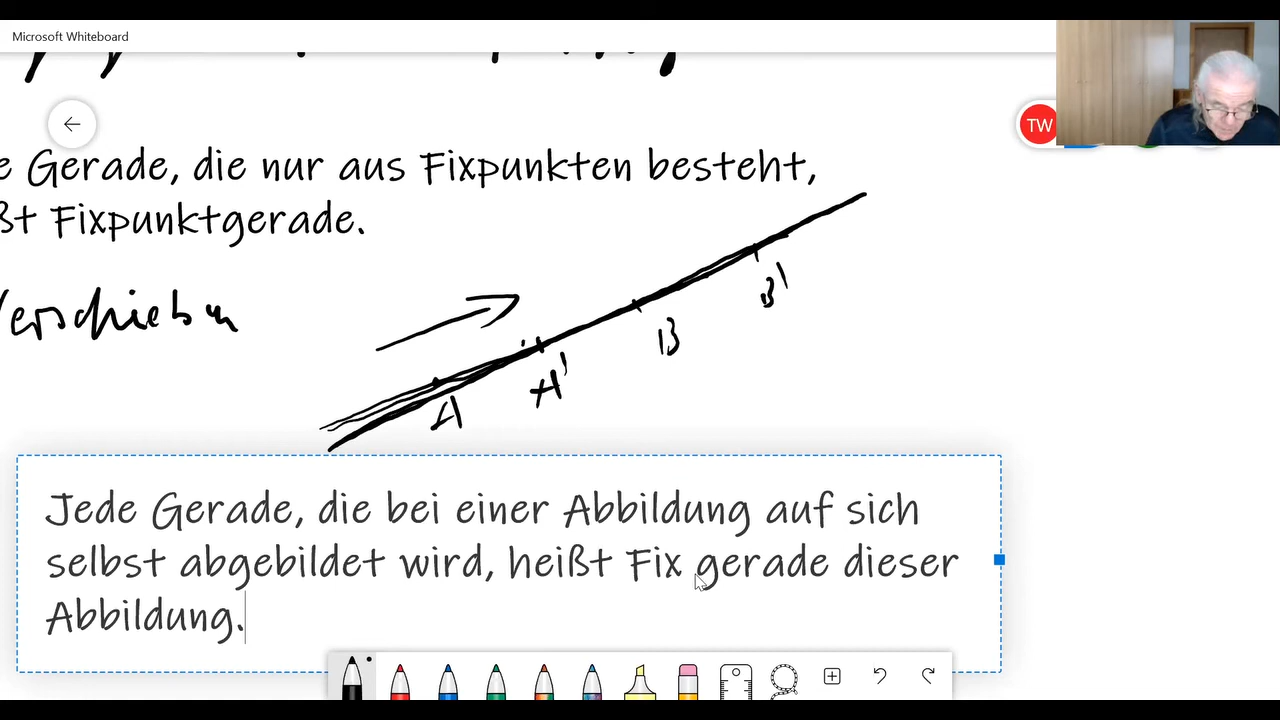 Microsoft Whiteboard
TW
e Gerade, die nur aus Fixpunkten besteht,
ßt Fixpunktgerade.
Verschieben
B'
B
A'
A
Jede Gerade, die bei einer Abbildung auf sich
selbst abgebildet wird, heißt Fix gerade dieser
Abbildung.